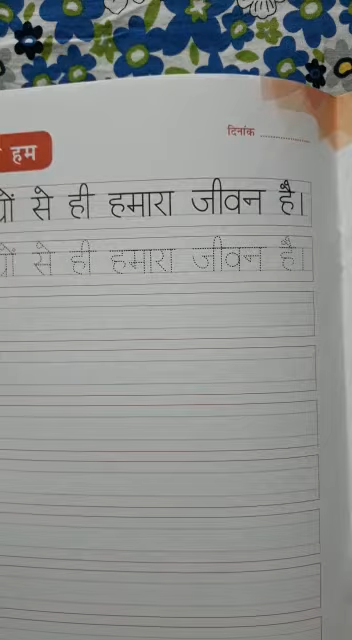 हम
दिनांक
से ही हमारा जीवन है।
से ही हमारा जीवन है।